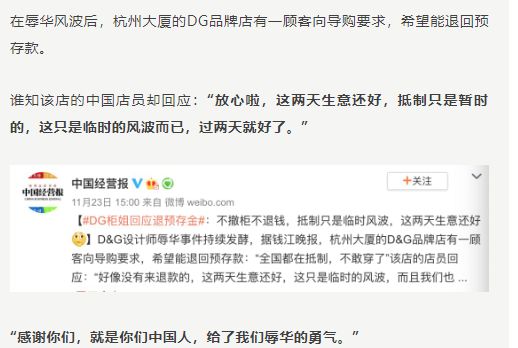 在辱华风波后，杭州大厦的DG品牌店有一顾客向导购要求，希望能退回预
存款。
谁知该店的中国店员却回应：“放心啦，这两天生意还好，抵制只是暂时
的，这只是临时的风波而已，过两天就好了。”
中国经营报
中国经营报
+关注
11月23日 15:00 来自 微博 weibo.com
【#DG柜姐回应退预存金#：不撤柜不退钱，抵制只是临时风波，这两天生意还好
】D&G设计师辱华事件持续发酵，据钱江晚报，杭州大厦的D&G品牌店有一顾
客向导购要求，希望能退回预存款：“全国都在抵制，不敢穿了”该店的店员回
应：“好像没有来退款的，这两天生意还好，这只是临时的风波，而且我们也 ...
“感谢你们，就是你们中国人，给了我们辱华的勇气。”